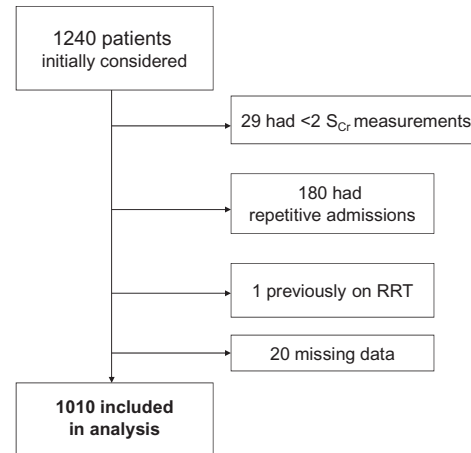 1240 patients
initially considered
29 had <2 S_Cr measurements
180 had
repetitive admissions
1 previously on RRT
20 missing data
1010 included
in analysis